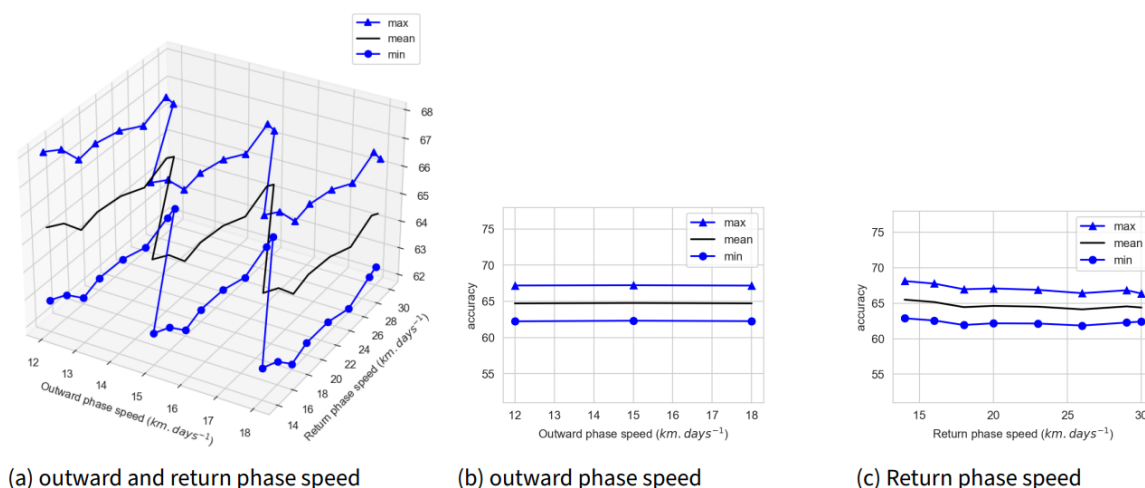 max
mean
min
68
67
66
65
64
63
62
12
13
14
15
16
17
18
Outward phase speed (km. days⁻¹)
14
16
18
20
22
24
26
28
30
Return phase speed (km. days⁻¹)
(a) outward and return phase speed
max
mean
min
75
70
65
60
55
accuracy
12
13
14
15
16
17
18
Outward phase speed (km. days⁻¹)
(b) outward phase speed
max
mean
min
75
70
65
60
55
accuracy
15
20
25
30
Return phase speed (km. days⁻¹)
(c) Return phase speed